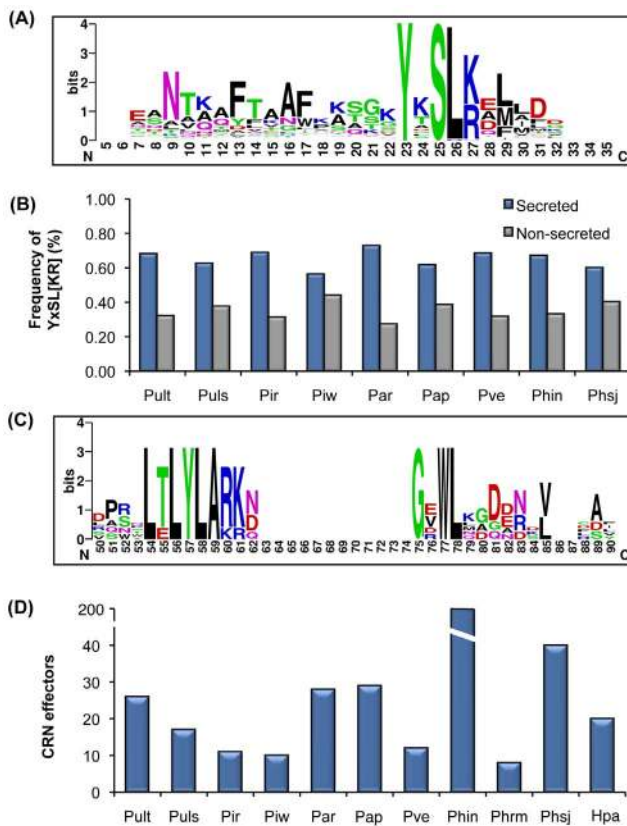 (A)
bits
4
3
2
1
0
N
5 6 7 8 9 10 11 12 13 14 15 16 17 18 19 20 21 22 23 24 25 26 27 28 29 30 31 32 33 34 35
C
(B)
Frequency of
YxSL[KR] (%)
Secreted
Non-secreted
1.00
0.80
0.60
0.40
0.20
0.00
Pult Puls Pir Piw Par Pap Pve Phin Phsj
(C)
bits
4
3
2
1
0
N
50 51 52 53 54 55 56 57 58 59 60 61 62 63 64 65 66 67 68 69 70 71 72 73 74 75 76 77 78 79 80 81 82 83 84 85 86 87 88 89 90
C
(D)
CRN effectors
200
30
20
10
0
Pult Puls Pir Piw Par Pap Pve Phin Phrm Phsj Hpa